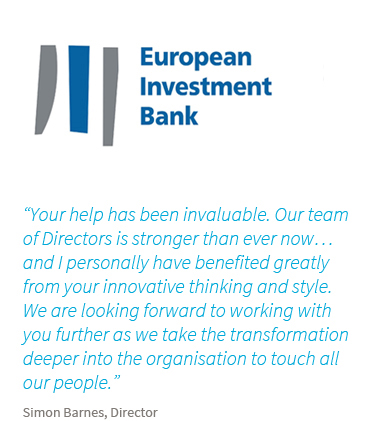 European
Investment
Bank
“Your help has been invaluable. Our team
of Directors is stronger than ever now…
and I personally have benefited greatly
from your innovative thinking and style.
We are looking forward to working with
you further as we take the transformation
deeper into the organisation to touch all
our people.”
Simon Barnes, Director